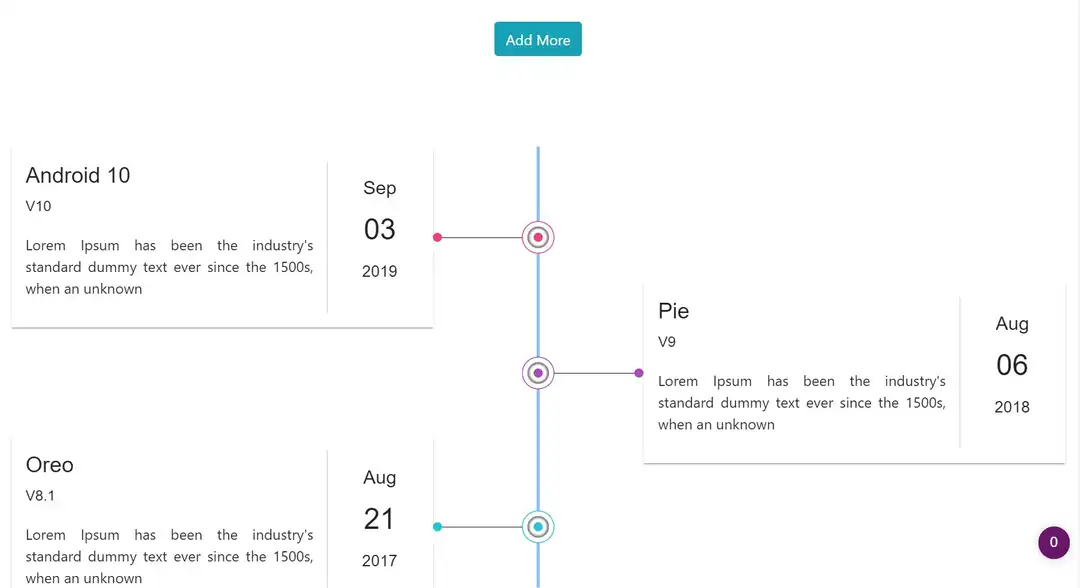 Add More
Android 10
V10
Lorem Ipsum has been the industry's
standard dummy text ever since the 1500s,
when an unknown
Sep
03
2019
Pie
V9
Lorem Ipsum has been the industry's
standard dummy text ever since the 1500s,
when an unknown
Aug
06
2018
Oreo
V8.1
Lorem Ipsum has been the industry's
standard dummy text ever since the 1500s,
when an unknown
Aug
21
2017
0